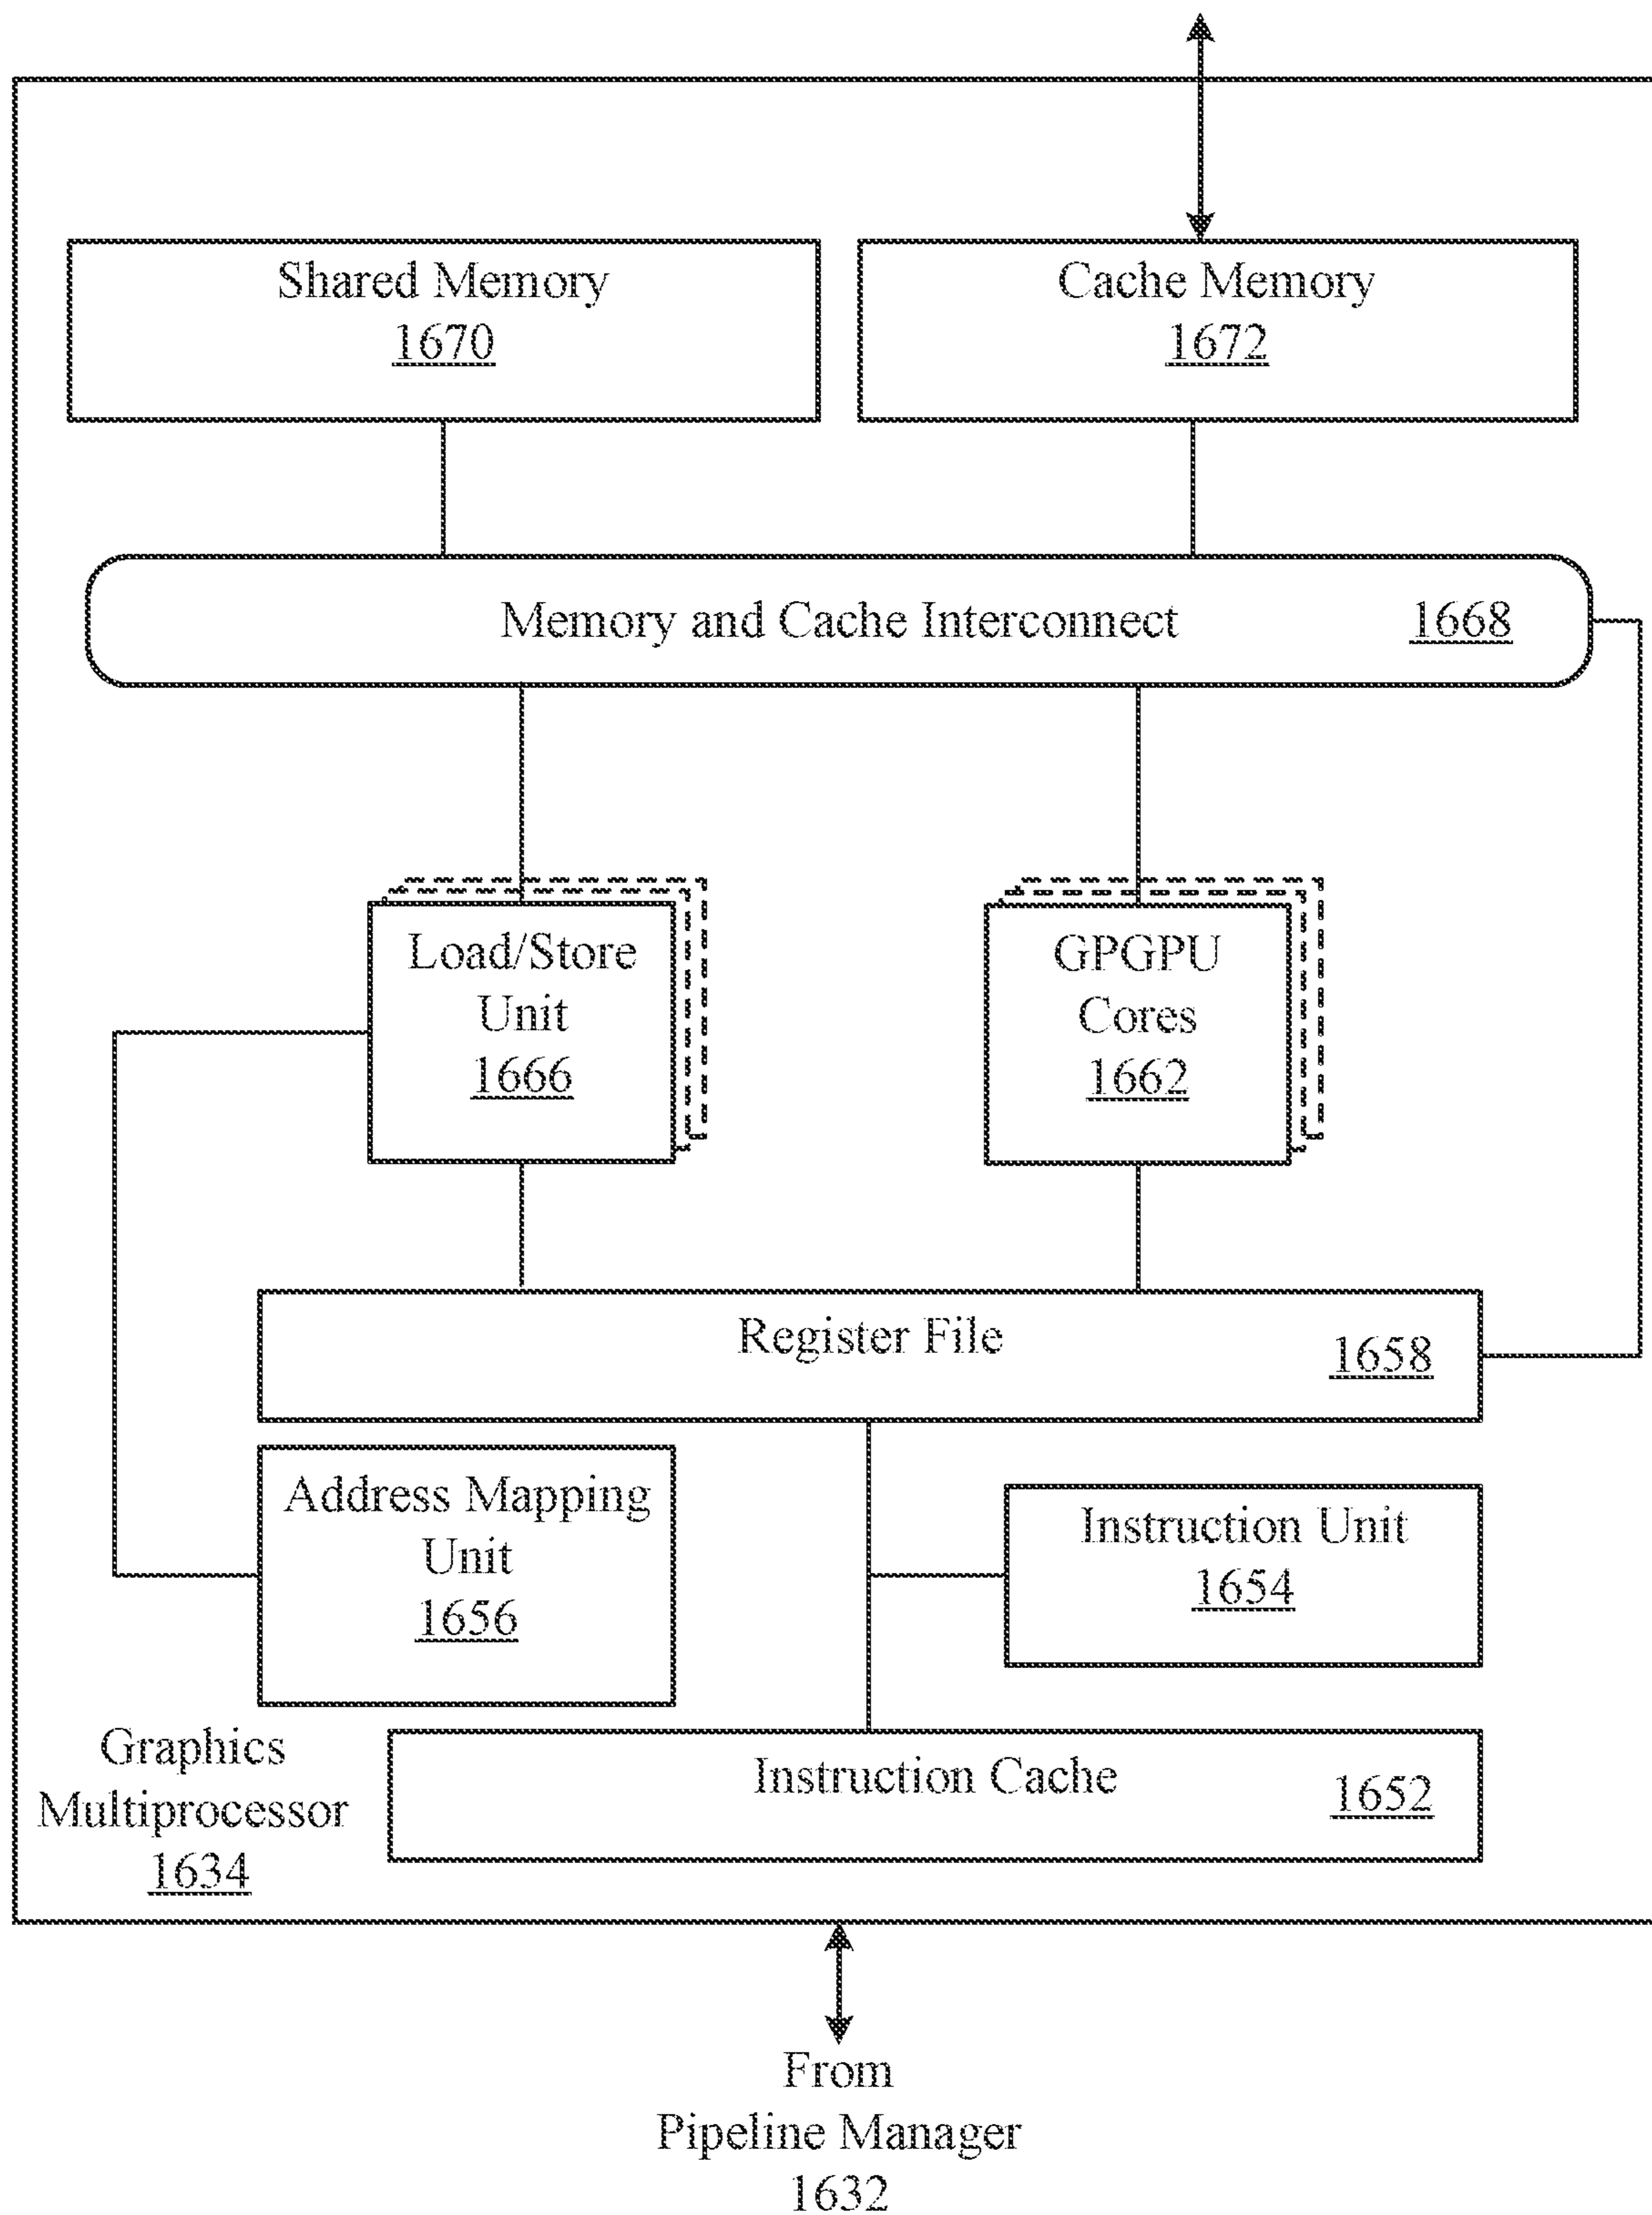 Shared Memory
1670
Cache Memory
1672
Memory and Cache Interconnect 1668
Load/Store
Unit
1666
GPGPU
Cores
1662
Register File
1658
Address Mapping
Unit
1656
Instruction Unit
1654
Graphics
Multiprocessor
1634
Instruction Cache
1652
From
Pipeline Manager
1632